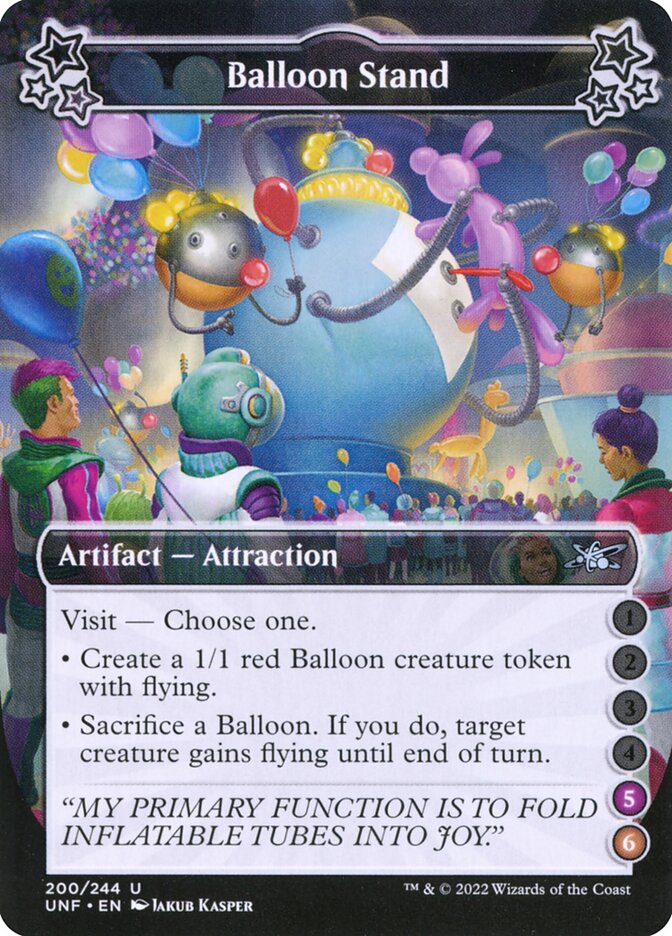 Balloon Stand
Artifact — Attraction
Visit — Choose one.
• Create a 1/1 red Balloon creature token
with flying.
• Sacrifice a Balloon. If you do, target
creature gains flying until end of turn.
“MY PRIMARY FUNCTION IS TO FOLD
INFLATABLE TUBES INTO JOY.”
1
2
3
4
5
6
200/244 U
UNF • EN Jakub Kasper
™ & © 2022 Wizards of the Coast